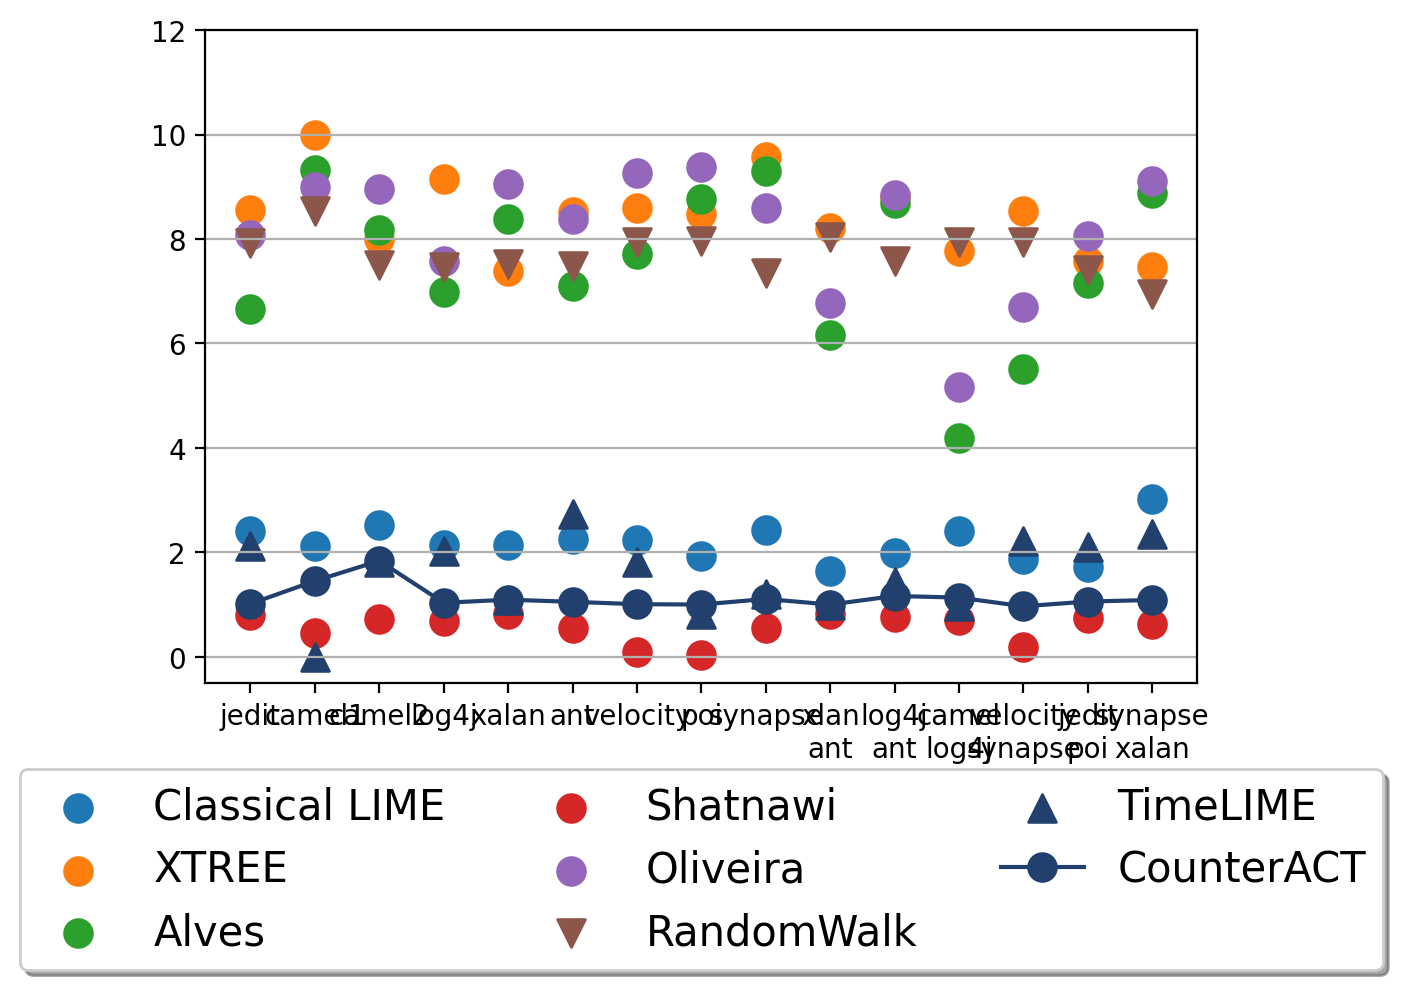 12
10
8
6
4
2
0
jedit camel1 camel2 log4j xalan ant velocity poi synapse xlan log4j camel velocity jedit synapse
ant ant log4j synapse poi xalan
Classical LIME Shatnawi TimeLIME
XTREE Oliveira CounterACT
Alves RandomWalk